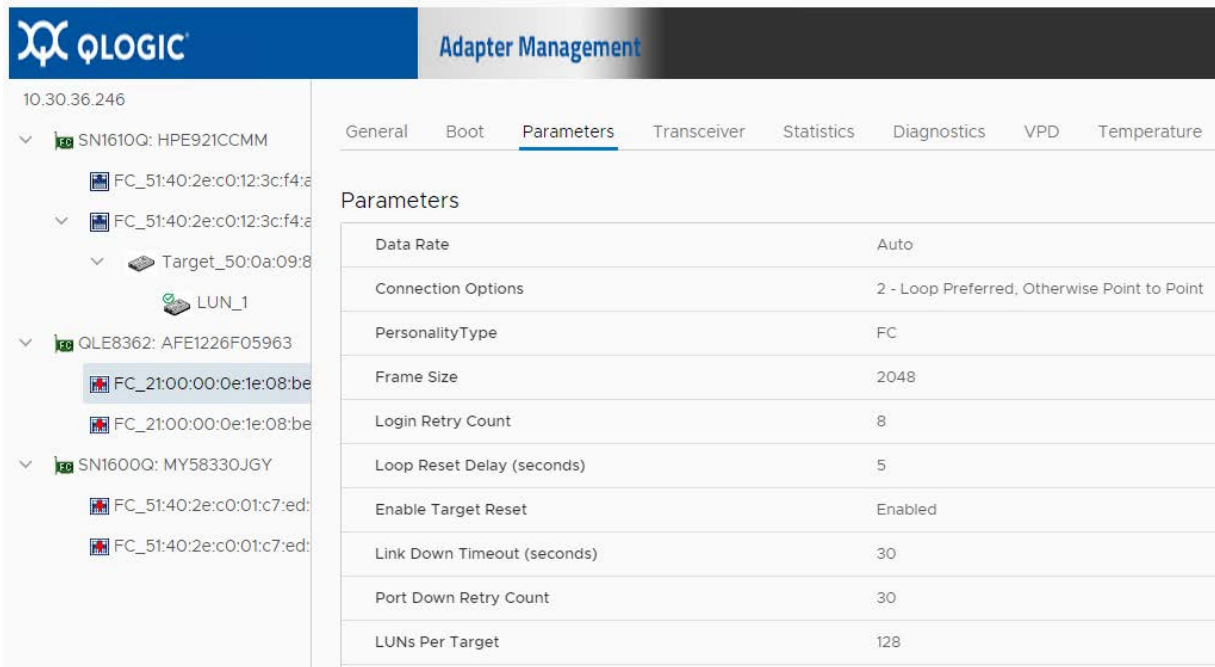 QLOGIC
Adapter Management
10.30.36.246
SN1610Q: HPE921CCMM
FC_51:40:2e:c0:12:3c:f4:a
FC_51:40:2e:c0:12:3c:f4:a
Target_50:0a:09:8
LUN_1
QLE8362: AFE1226F05963
FC_21:00:00:0e:1e:08:be
FC_21:00:00:0e:1e:08:be
SN1600Q: MY58330JGY
FC_51:40:2e:c0:01:c7:ed:
FC_51:40:2e:c0:01:c7:ed:
General Boot Parameters Transceiver Statistics Diagnostics VPD Temperature
Parameters
Data Rate Auto
Connection Options 2 - Loop Preferred, Otherwise Point to Point
PersonalityType FC
Frame Size 2048
Login Retry Count 8
Loop Reset Delay (seconds) 5
Enable Target Reset Enabled
Link Down Timeout (seconds) 30
Port Down Retry Count 30
LUNs Per Target 128